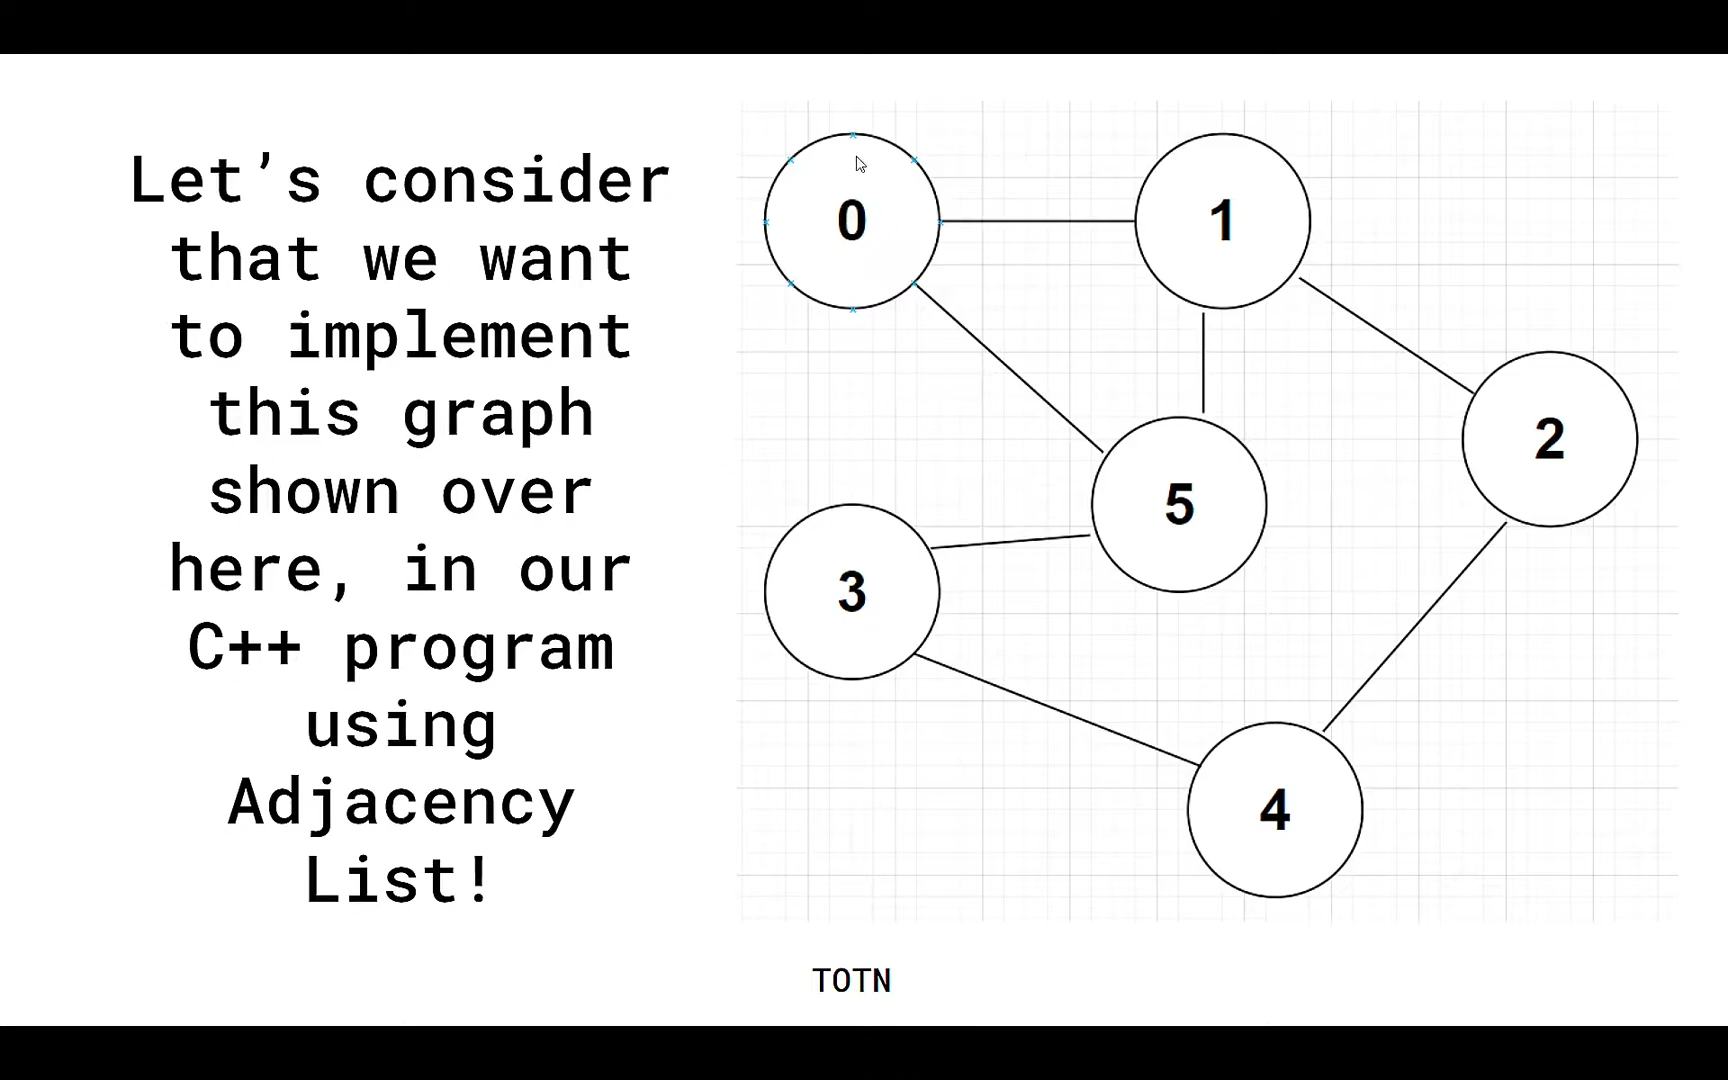 Let’s consider
that we want
to implement
this graph
shown over
here, in our
C++ program
using
Adjacency
List!
0
1
2
5
3
4
TOTN